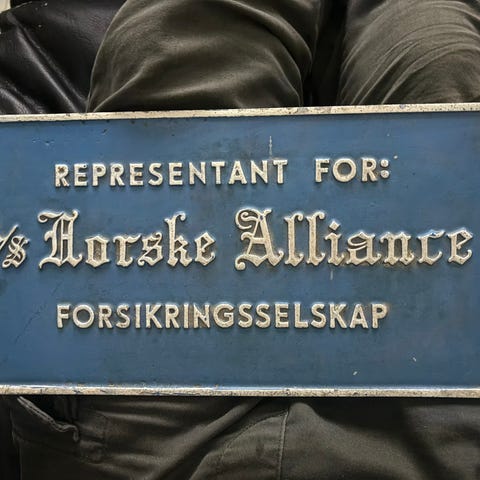 REPRESENTANT FOR:
A/s Norske Alliance
FORSIKRINGSSELSKAP